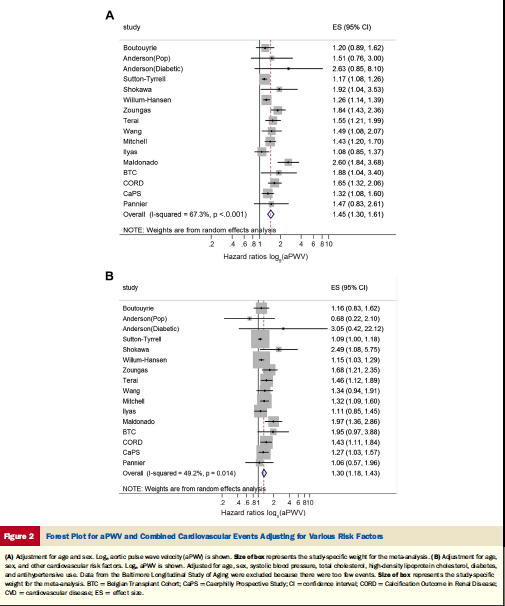 A
study ES (95% CI)
Boutouyrie 1.20 (0.89, 1.62)
Anderson(Pop) 1.51 (0.76, 3.00)
Anderson(Diabetic) 2.63 (0.85, 8.10)
Sutton-Tyrrell 1.17 (1.08, 1.26)
Shokawa 1.92 (1.04, 3.53)
Willum-Hansen 1.26 (1.14, 1.39)
Zoungas 1.84 (1.43, 2.36)
Terai 1.55 (1.21, 1.99)
Wang 1.49 (1.08, 2.07)
Mitchell 1.43 (1.20, 1.70)
Ilyas 1.08 (0.85, 1.37)
Maldonado 2.60 (1.84, 3.68)
BTC 1.88 (1.04, 3.40)
CORD 1.65 (1.32, 2.06)
CaPS 1.32 (1.08, 1.60)
Pannier 1.47 (0.83, 2.61)
Overall (I-squared = 67.3%, p <.0.001) 1.45 (1.30, 1.61)
NOTE: Weights are from random effects analysis
.2 .4 .6 .8 1 2 4 6 8 10
Hazard ratios logₑ(aPWV)
B
study ES (95% CI)
Boutouyrie 1.16 (0.83, 1.62)
Anderson(Pop) 0.68 (0.22, 2.10)
Anderson(Diabetic) 3.05 (0.42, 22.12)
Sutton-Tyrrell 1.09 (1.00, 1.18)
Shokawa 2.49 (1.08, 5.75)
Willum-Hansen 1.15 (1.03, 1.29)
Zoungas 1.68 (1.21, 2.35)
Terai 1.46 (1.12, 1.89)
Wang 1.34 (0.94, 1.91)
Mitchell 1.32 (1.09, 1.60)
Ilyas 1.11 (0.85, 1.45)
Maldonado 1.97 (1.36, 2.86)
BTC 1.95 (0.97, 3.88)
CORD 1.43 (1.11, 1.84)
CaPS 1.27 (1.03, 1.57)
Pannier 1.06 (0.57, 1.96)
Overall (I-squared = 49.2%, p = 0.014) 1.30 (1.18, 1.43)
NOTE: Weights are from random effects analysis
.2 .4 .6 .8 1 2 4 6 8 10
Hazard ratios logₑ(aPWV)
Figure 2 Forest Plot for aPWV and Combined Cardiovascular Events Adjusting for Various Risk Factors
(A) Adjustment for age and sex. Logₑ aortic pulse wave velocity (aPWV) is shown. Size of box represents the study-specific weight for the meta-analysis. (B) Adjustment for age,
sex, and other cardiovascular risk factors. Logₑ aPWV is shown. Adjusted for age, sex, systolic blood pressure, total cholesterol, high-density lipoprotein cholesterol, diabetes,
and antihypertensive use. Data from the Baltimore Longitudinal Study of Aging were excluded because there were too few events. Size of box represents the study-specific
weight for the meta-analysis. BTC = Belgian Transplant Cohort; CaPS = Caerphilly Prospective Study; CI = confidence interval; CORD = Calcification Outcome in Renal Disease;
CVD = cardiovascular disease; ES = effect size.